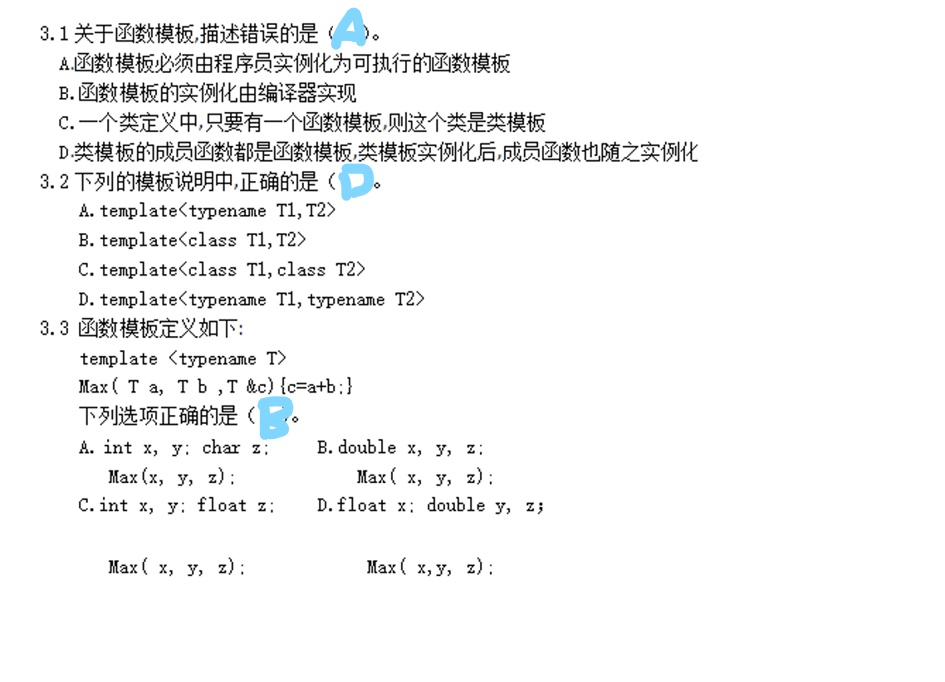 3.1 关于函数模板,描述错误的是（A）。
A.函数模板必须由程序员实例化为可执行的函数模板
B.函数模板的实例化由编译器实现
C.一个类定义中,只要有一个函数模板,则这个类是类模板
D.类模板的成员函数都是函数模板,类模板实例化后,成员函数也随之实例化
3.2 下列的模板说明中,正确的是（D。
A.template<typename T1,T2>
B.template<class T1,T2>
C.template<class T1,class T2>
D.template<typename T1,typename T2>
3.3 函数模板定义如下:
template <typename T>
Max( T a, T b ,T &c){c=a+b;}
下列选项正确的是（B。
A. int x, y; char z; B.double x, y, z;
Max(x, y, z); Max( x, y, z);
C.int x, y; float z; D.float x; double y, z;
Max( x, y, z); Max( x,y, z);